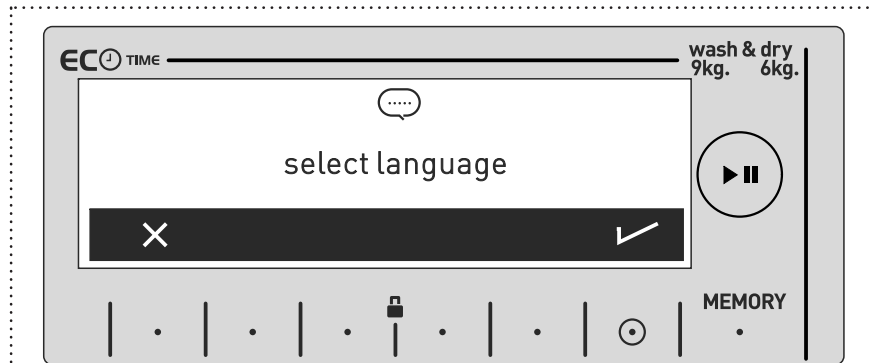 ECO TIME
wash & dry
9kg. 6kg.
select language
MEMORY